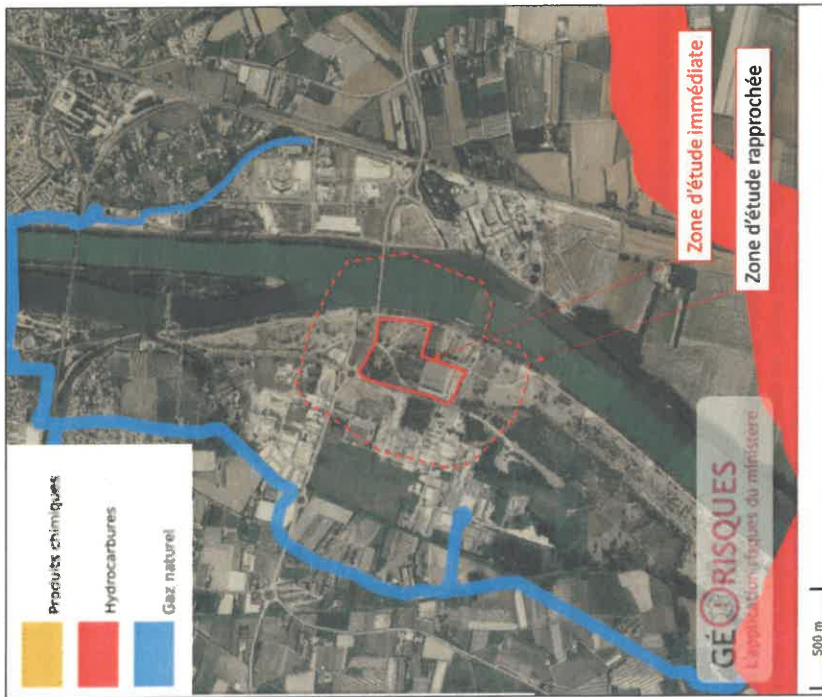 Produits chimiques
Hydrocarbures
Gaz naturel
Zone d'étude immédiate
Zone d'étude rapprochée
GÉORISQUES
L'application risques du ministère
500 m